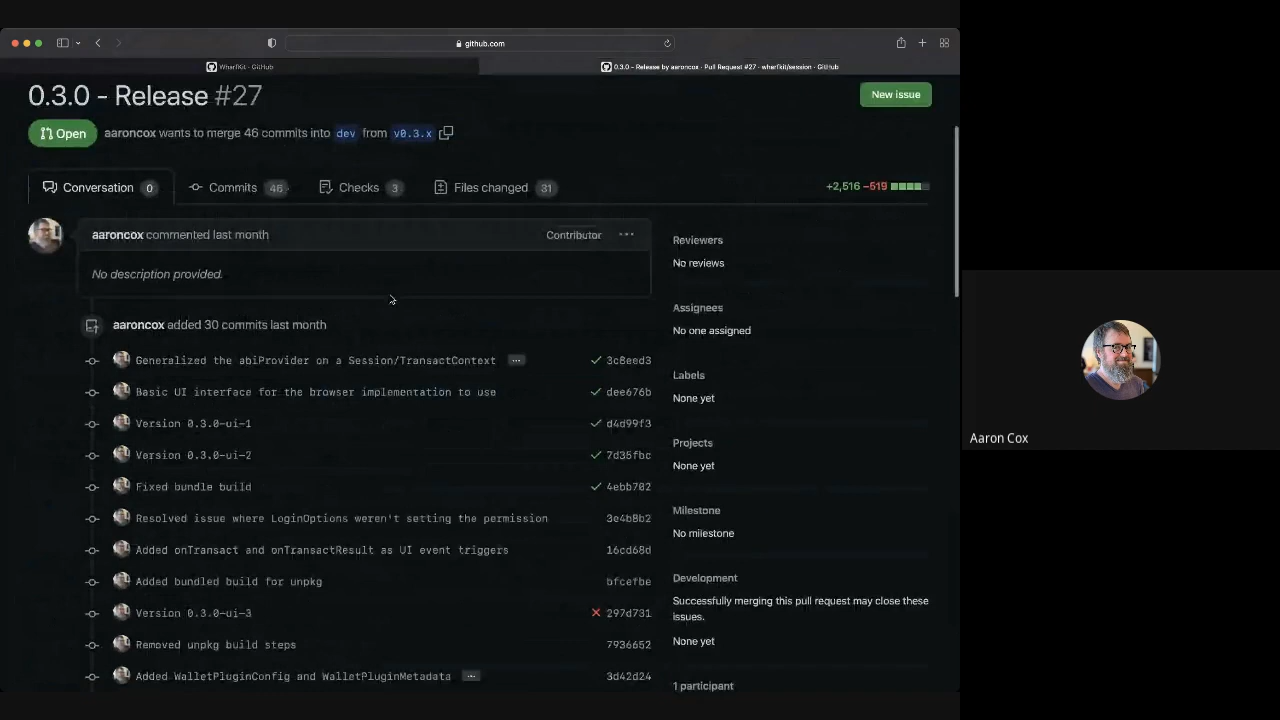 github.com
WharfKit · GitHub
0.3.0 - Release by aaroncox · Pull Request #27 · wharfkit/session · GitHub
0.3.0 - Release #27
New issue
Open
aaroncox wants to merge 46 commits into dev from v0.3.x
Conversation 0
Commits 46
Checks 3
Files changed 31
+2,516 −519
aaroncox commented last month
Contributor
No description provided.
aaroncox added 30 commits last month
Generalized the abiProvider on a Session/TransactContext ... 3c8eed3
Basic UI interface for the browser implementation to use dee676b
Version 0.3.0-ui-1 d4d99f3
Version 0.3.0-ui-2 7d35fbc
Fixed bundle build 4ebb702
Resolved issue where LoginOptions weren't setting the permission 3e4b8b2
Added onTransact and onTransactResult as UI event triggers 16cd68d
Added bundled build for unpkg bfcefbe
Version 0.3.0-ui-3 297d731
Removed unpkg build steps 7936652
Added WalletPluginConfig and WalletPluginMetadata ... 3d42d24
Reviewers
No reviews
Assignees
No one assigned
Labels
None yet
Projects
None yet
Milestone
No milestone
Development
Successfully merging this pull request may close these
issues.
None yet
1 participant
Aaron Cox